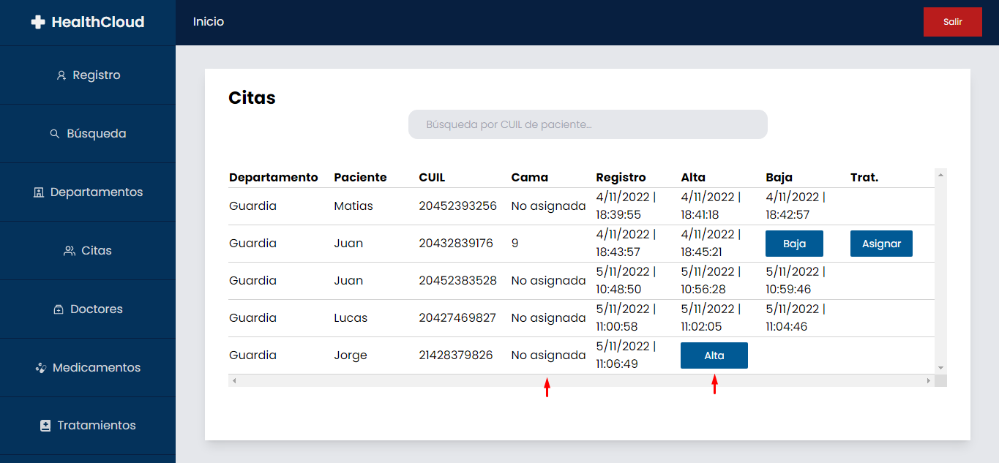 HealthCloud
Inicio
Salir
Registro
Búsqueda
Departamentos
Citas
Doctores
Medicamentos
Tratamientos
Citas
Búsqueda por CUIL de paciente...
Departamento Paciente CUIL Cama Registro Alta Baja Trat.
Guardia Matias 20452393256 No asignada 4/11/2022 | 18:39:55 4/11/2022 | 18:41:18 4/11/2022 | 18:42:57
Guardia Juan 20432839176 9 4/11/2022 | 18:43:57 4/11/2022 | 18:45:21 Baja Asignar
Guardia Juan 20452383528 No asignada 5/11/2022 | 10:48:50 5/11/2022 | 10:56:28 5/11/2022 | 10:59:46
Guardia Lucas 20427469827 No asignada 5/11/2022 | 11:00:58 5/11/2022 | 11:02:05 5/11/2022 | 11:04:46
Guardia Jorge 21428379826 No asignada 5/11/2022 | 11:06:49 Alta